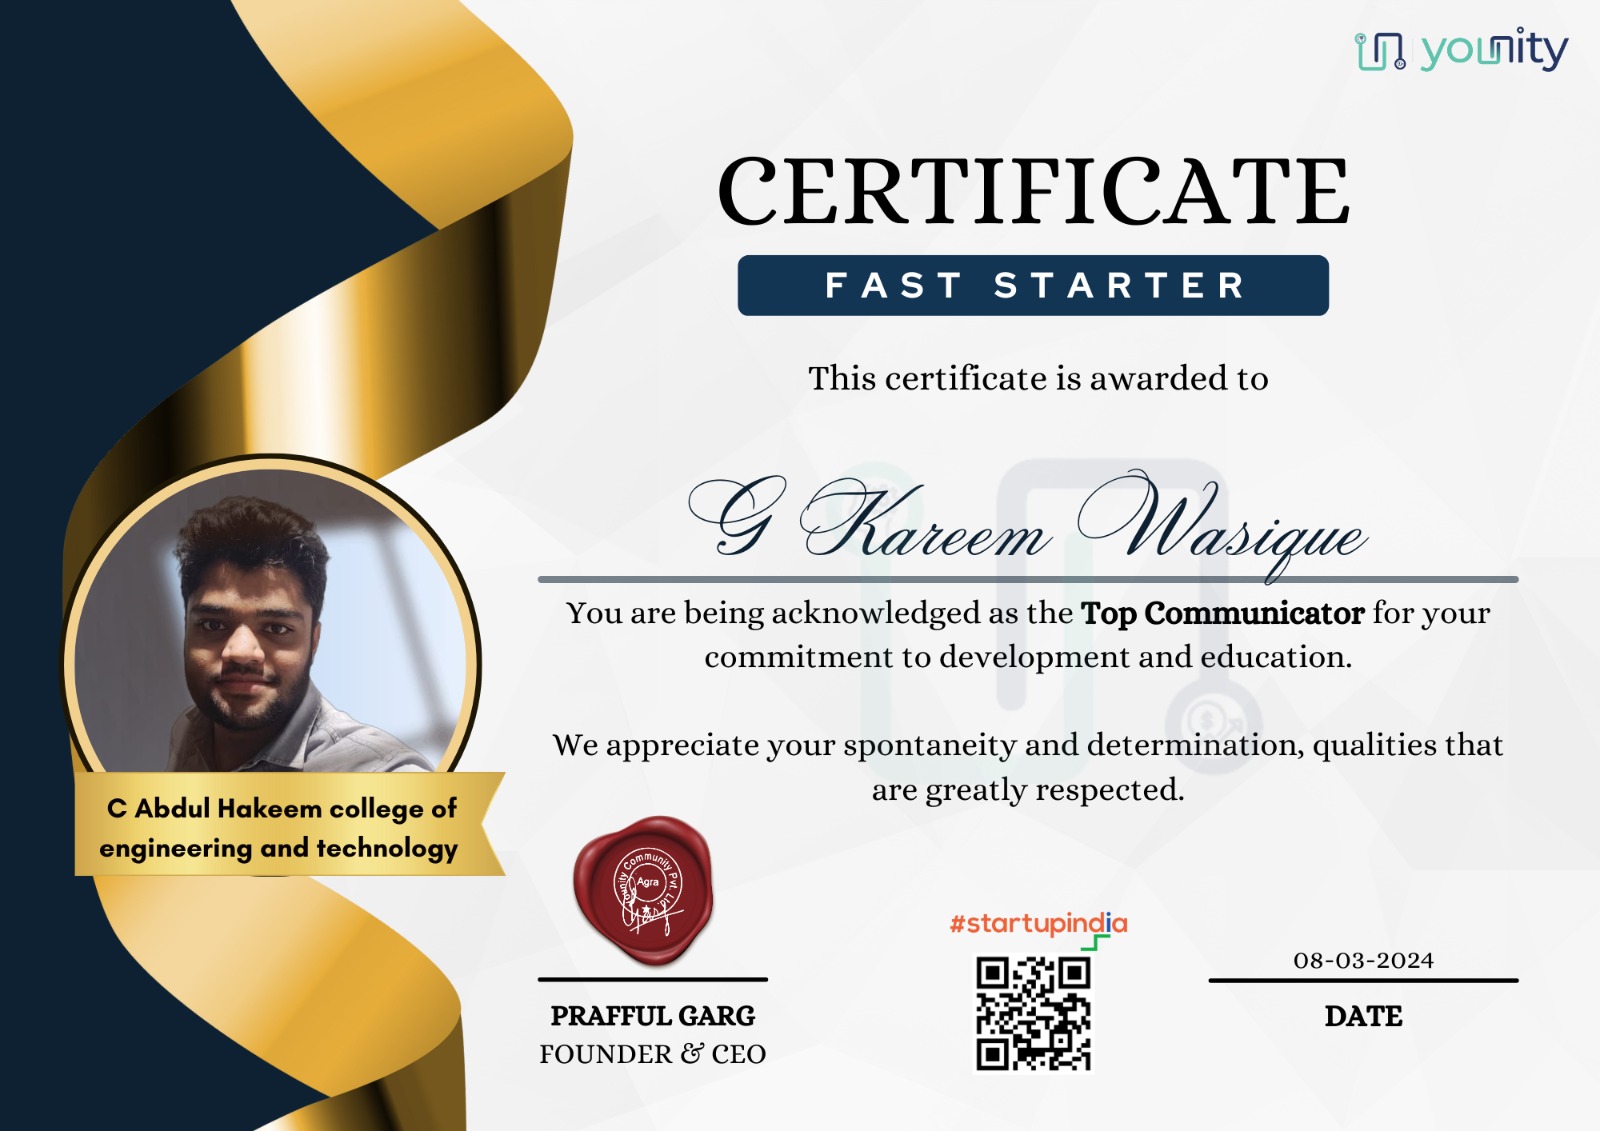 younity
CERTIFICATE
FAST STARTER
This certificate is awarded to
G Kareem Wasique
You are being acknowledged as the Top Communicator for your
commitment to development and education.
We appreciate your spontaneity and determination, qualities that
are greatly respected.
C Abdul Hakeem college of
engineering and technology
Younity Community Pvt. Ltd.
Agra
#startupindia
08-03-2024
PRAFFUL GARG
FOUNDER & CEO
DATE